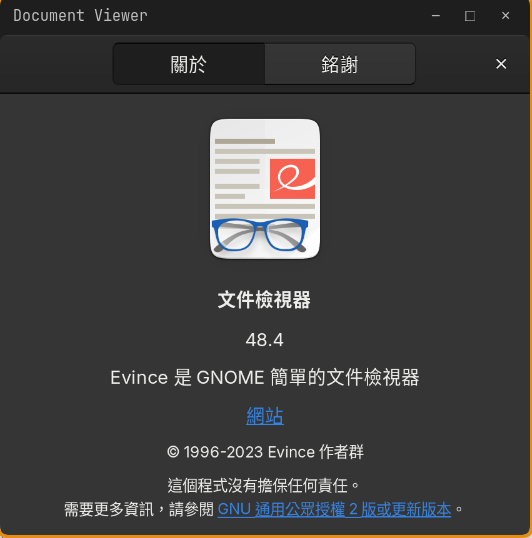 Document Viewer
關於 銘謝
文件檢視器
48.4
Evince 是 GNOME 簡單的文件檢視器
網站
© 1996-2023 Evince 作者群
這個程式沒有擔保任何責任。
需要更多資訊，請參閱 GNU 通用公眾授權 2 版或更新版本。